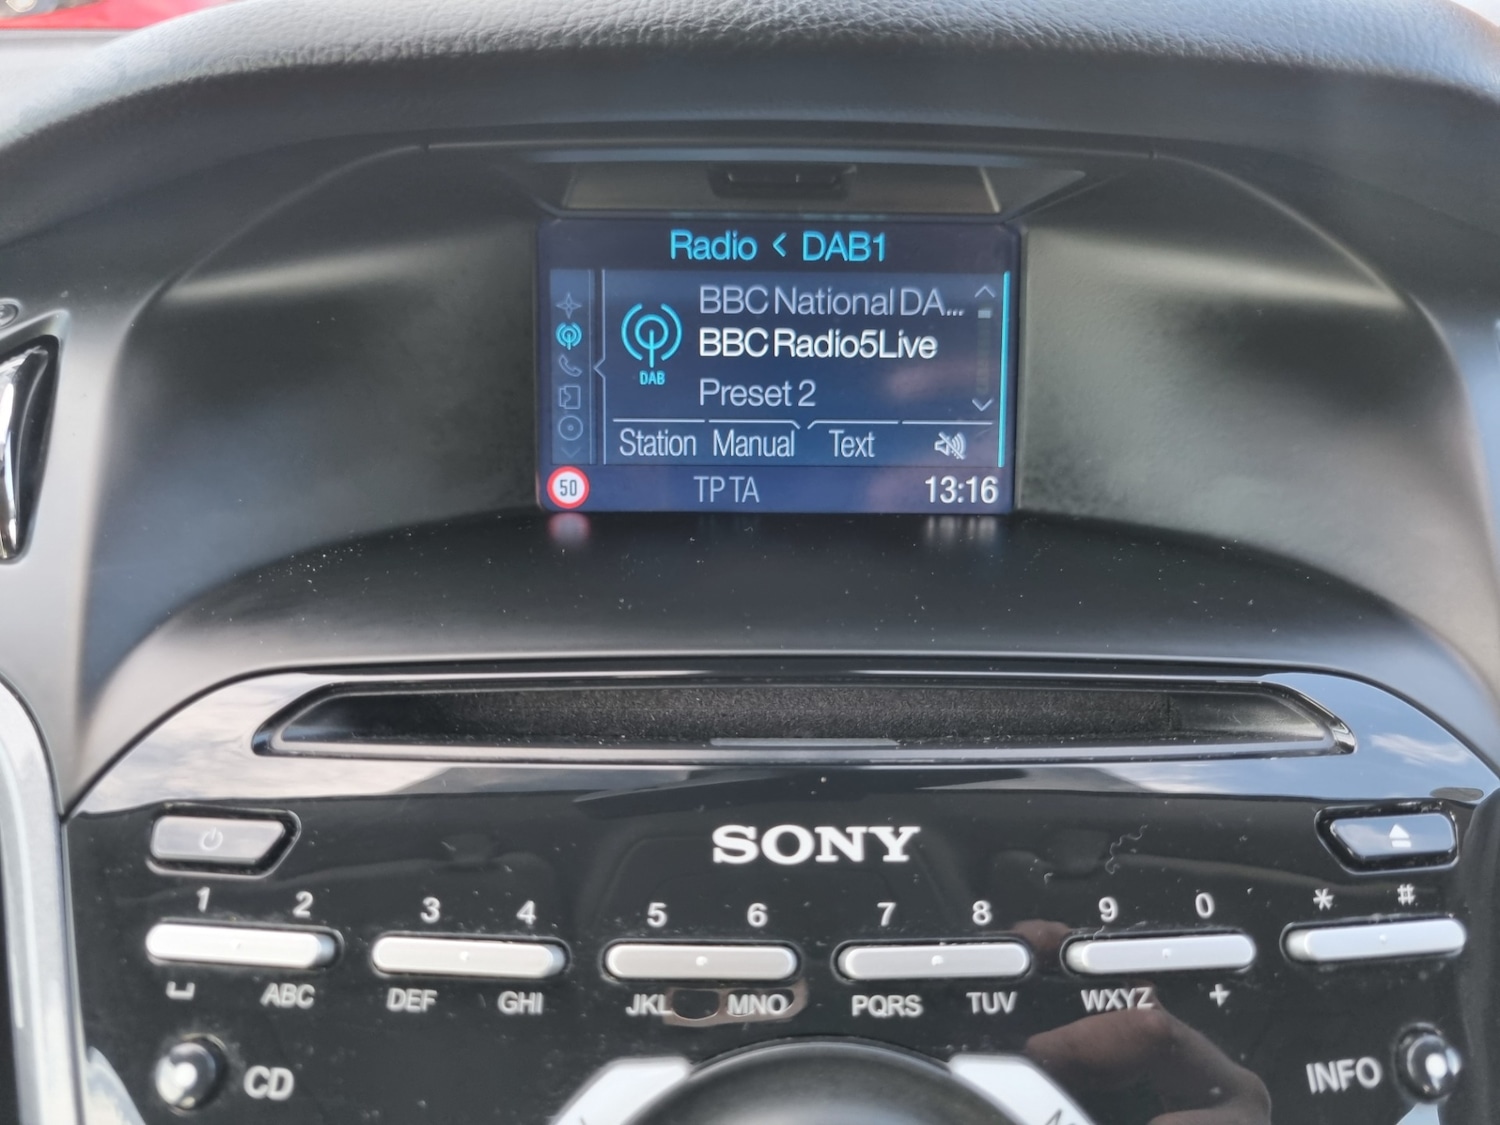 Radio < DAB1
BBC National DA...
BBC Radio5Live
DAB
Preset 2
Station Manual Text
50 TP TA 13:16
SONY
1 2 3 4 5 6 7 8 9 0 * #
ABC DEF GHI JKL MNO PQRS TUV WXYZ +
CD INFO